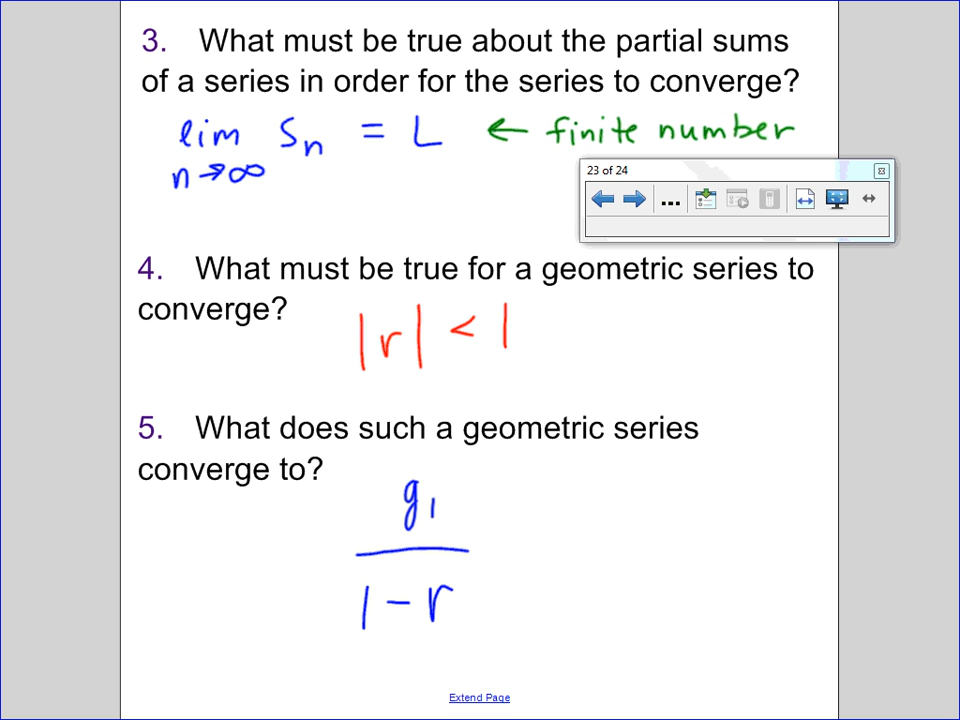 3. What must be true about the partial sums
of a series in order for the series to converge?
lim Sn = L ← finite number
n→∞
23 of 24
...
4. What must be true for a geometric series to
converge?
|r| < 1
5. What does such a geometric series
converge to?
g1
1 - r
Extend Page